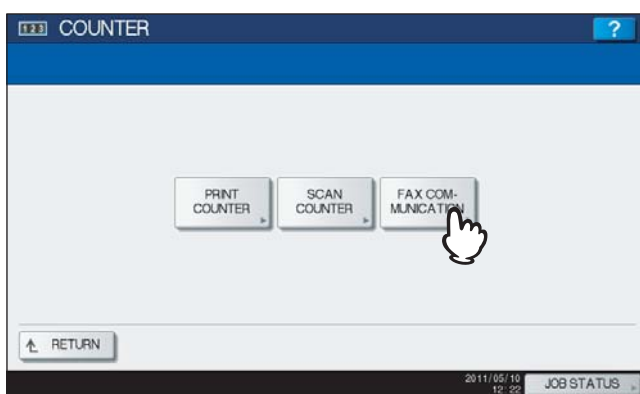 123 COUNTER
?
PRINT
COUNTER
SCAN
COUNTER
FAX COM-
MUNICATION
RETURN
2011/05/10
12:22
JOB STATUS